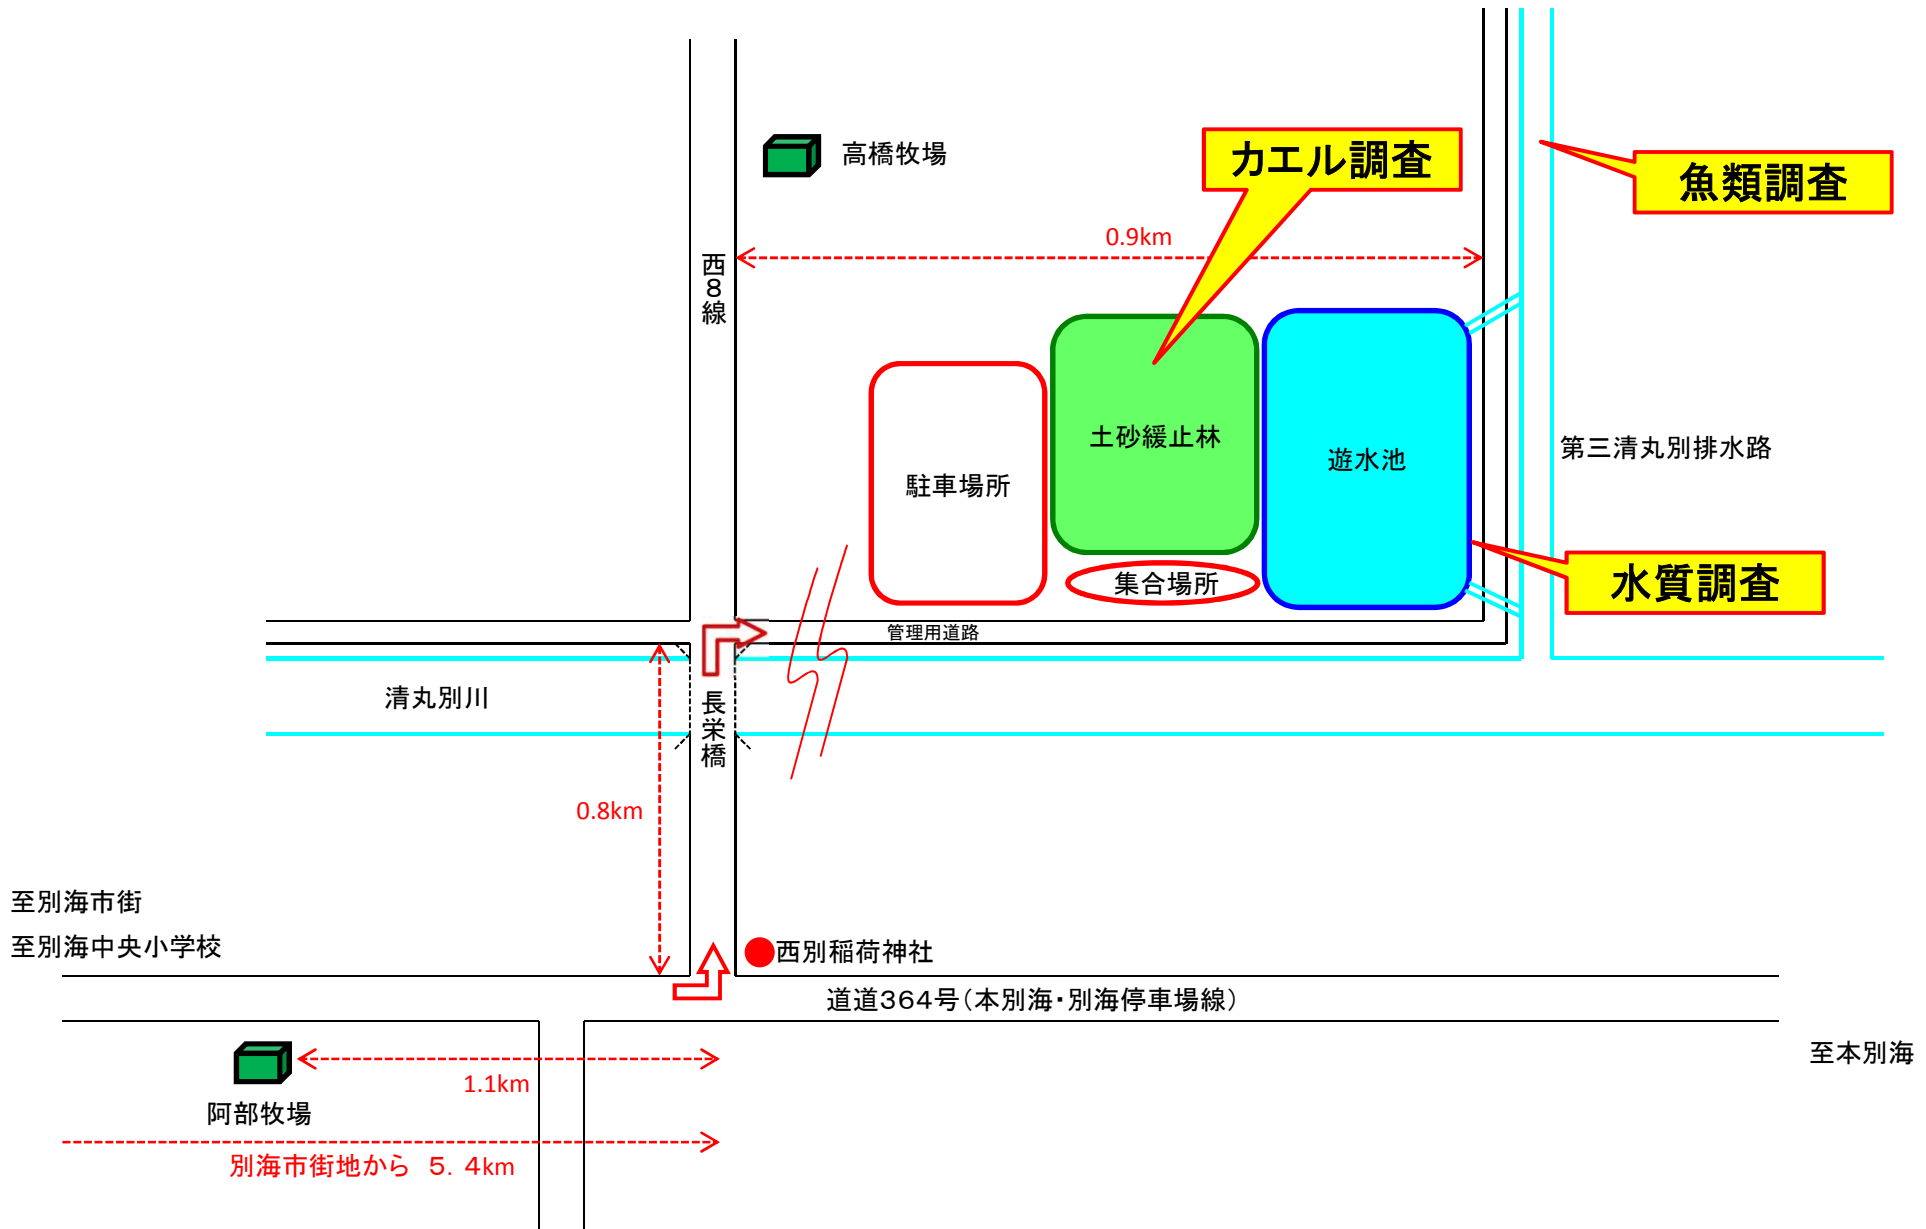 高橋牧場
カエル調査
魚類調査
0.9km
西8線
土砂緩止林
遊水池
第三清丸別排水路
駐車場所
集合場所
水質調査
管理用道路
清丸別川
長栄橋
0.8km
至別海市街
至別海中央小学校
西別稲荷神社
道道364号(本別海・別海停車場線)
至本別海
1.1km
阿部牧場
別海市街地から 5.4km